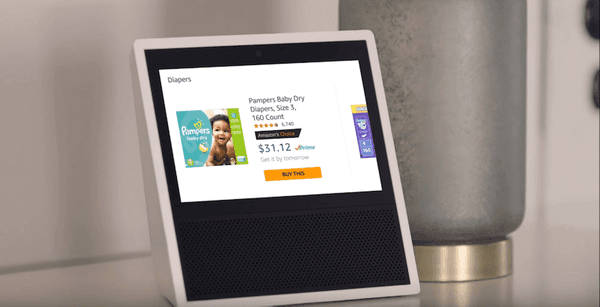 Diapers
Pampers Baby Dry
Diapers, Size 3,
160 Count
6,740
Amazon's Choice
$31.12 Prime
Get it by tomorrow
BUY THIS
Pampers
baby dry
160